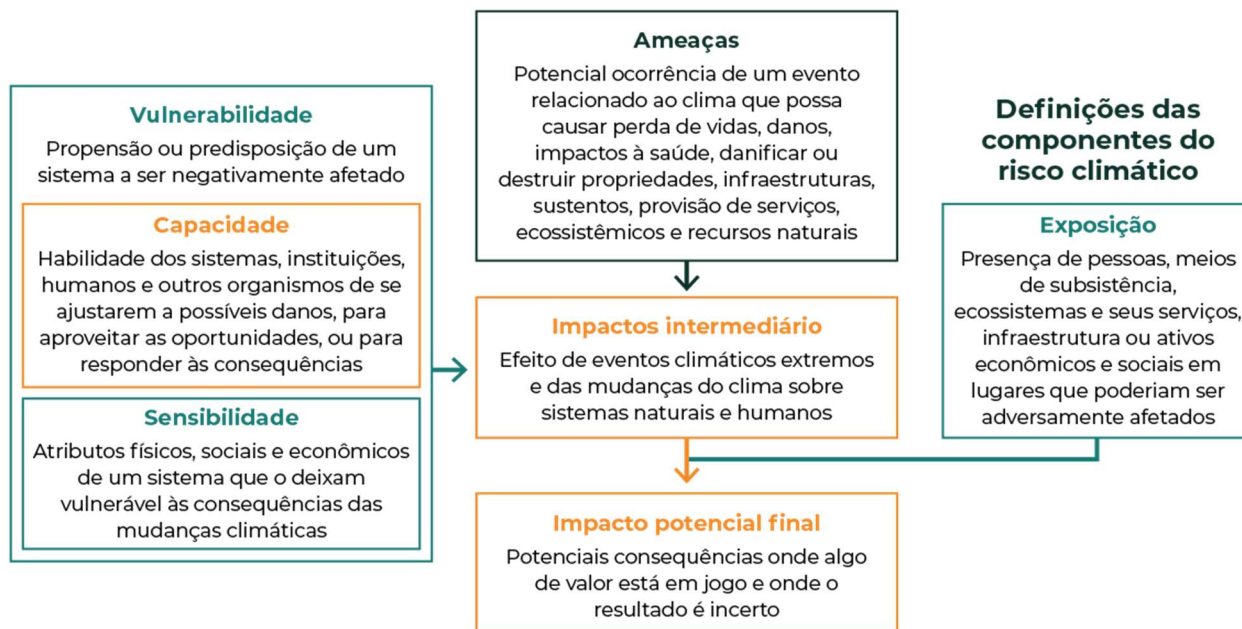 Definições das
componentes do
risco climático
Vulnerabilidade
Propensão ou predisposição de um
sistema a ser negativamente afetado
Capacidade
Habilidade dos sistemas, instituições,
humanos e outros organismos de se
ajustarem a possíveis danos, para
aproveitar as oportunidades, ou para
responder às consequências
Sensibilidade
Atributos físicos, sociais e econômicos
de um sistema que o deixam
vulnerável às consequências das
mudanças climáticas
Ameaças
Potencial ocorrência de um evento
relacionado ao clima que possa
causar perda de vidas, danos,
impactos à saúde, danificar ou
destruir propriedades, infraestruturas,
sustentos, provisão de serviços,
ecossistêmicos e recursos naturais
Impactos intermediário
Efeito de eventos climáticos extremos
e das mudanças do clima sobre
sistemas naturais e humanos
Impacto potencial final
Potenciais consequências onde algo
de valor está em jogo e onde o
resultado é incerto
Exposição
Presença de pessoas, meios
de subsistência,
ecossistemas e seus serviços,
infraestrutura ou ativos
econômicos e sociais em
lugares que poderiam ser
adversamente afetados